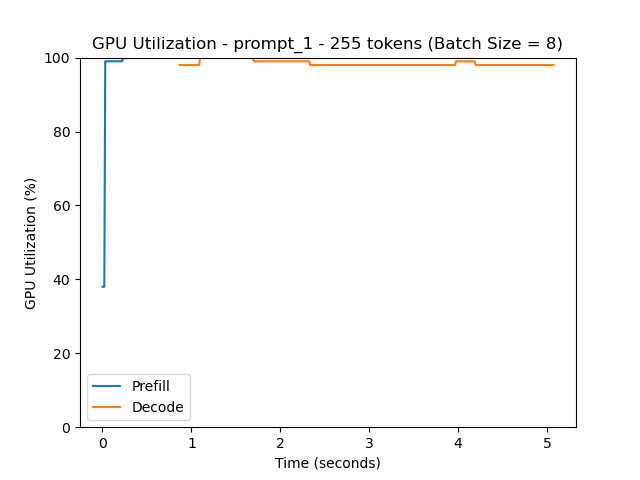 GPU Utilization - prompt_1 - 255 tokens (Batch Size = 8)
100
80
60
40
20
0
GPU Utilization (%)
Prefill
Decode
0 1 2 3 4 5
Time (seconds)